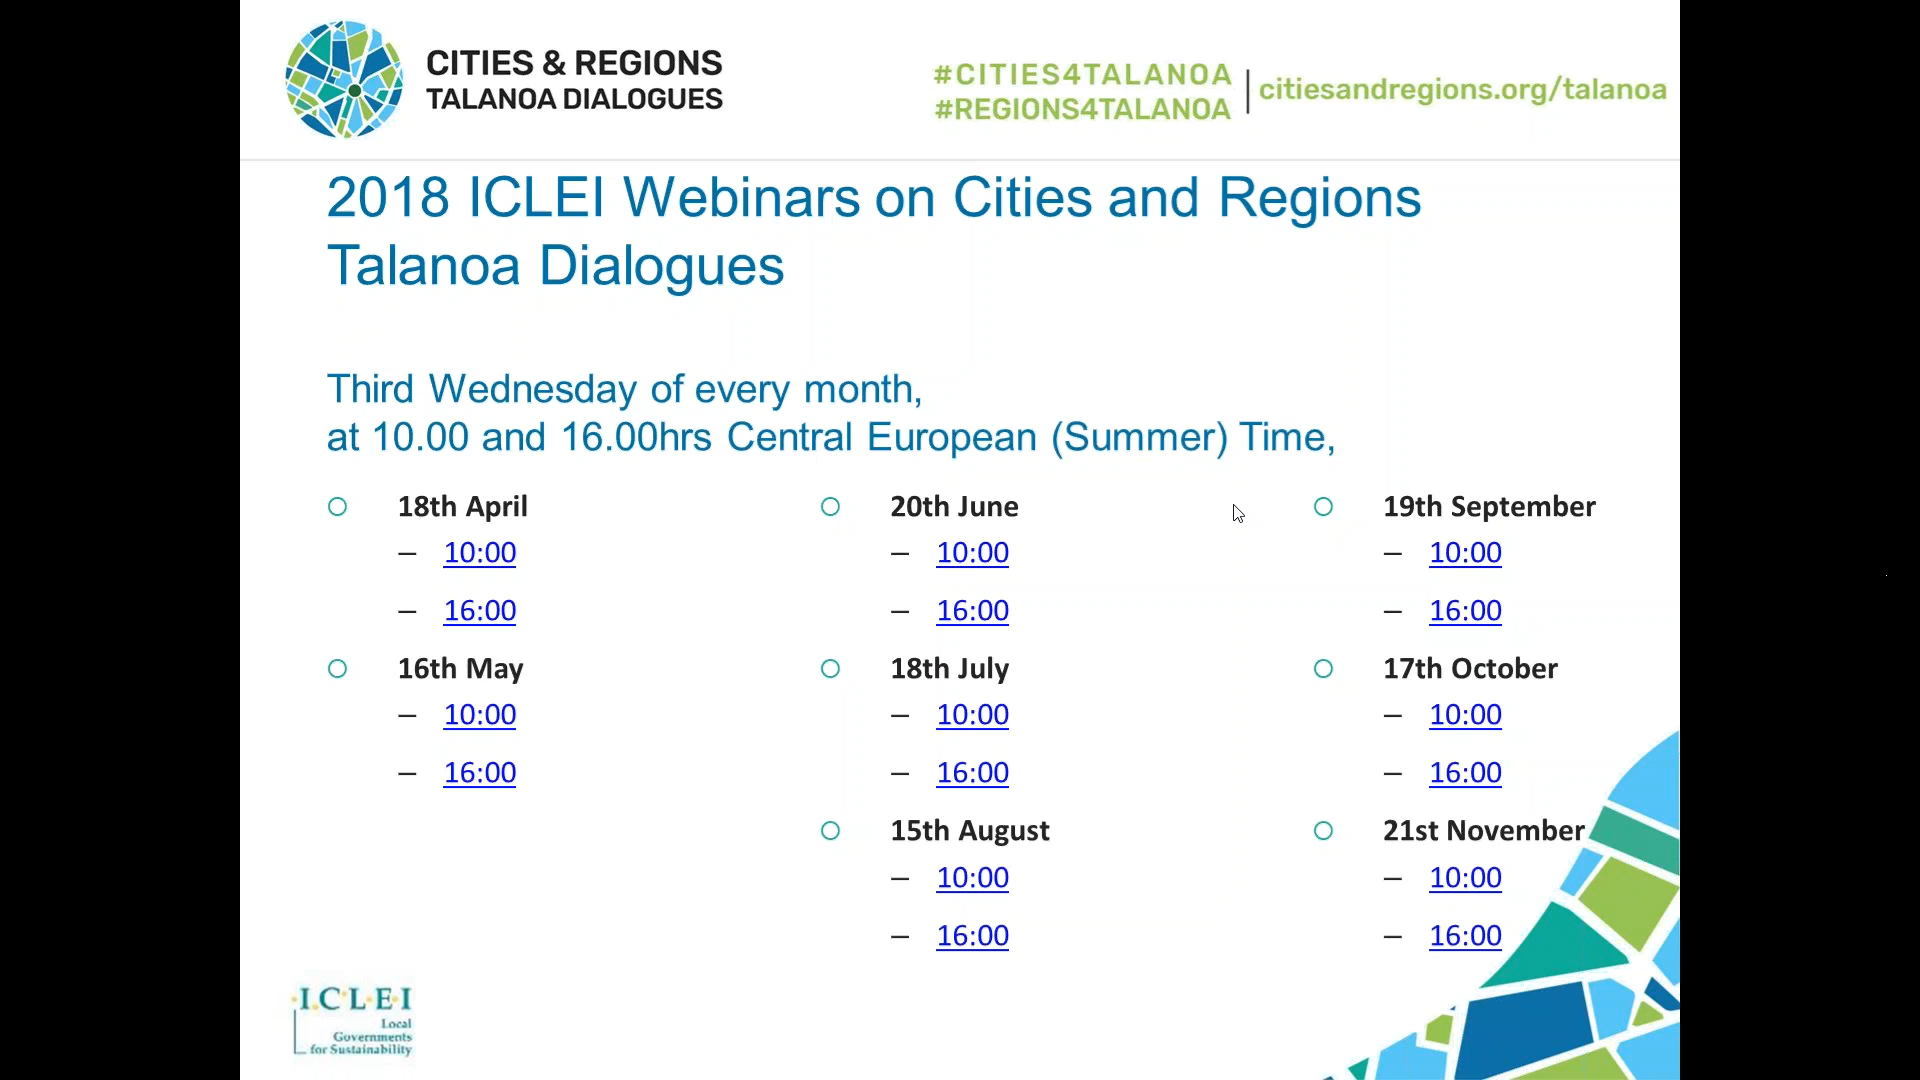 CITIES & REGIONS
TALANOA DIALOGUES
#CITIES4TALANOA
#REGIONS4TALANOA
citiesandregions.org/talanoa
2018 ICLEI Webinars on Cities and Regions
Talanoa Dialogues
Third Wednesday of every month,
at 10.00 and 16.00hrs Central European (Summer) Time,
18th April
– 10:00
– 16:00
16th May
– 10:00
– 16:00
20th June
– 10:00
– 16:00
18th July
– 10:00
– 16:00
15th August
– 10:00
– 16:00
19th September
– 10:00
– 16:00
17th October
– 10:00
– 16:00
21st November
– 10:00
– 16:00
·I.C·L·E·I
Local
Governments
for Sustainability